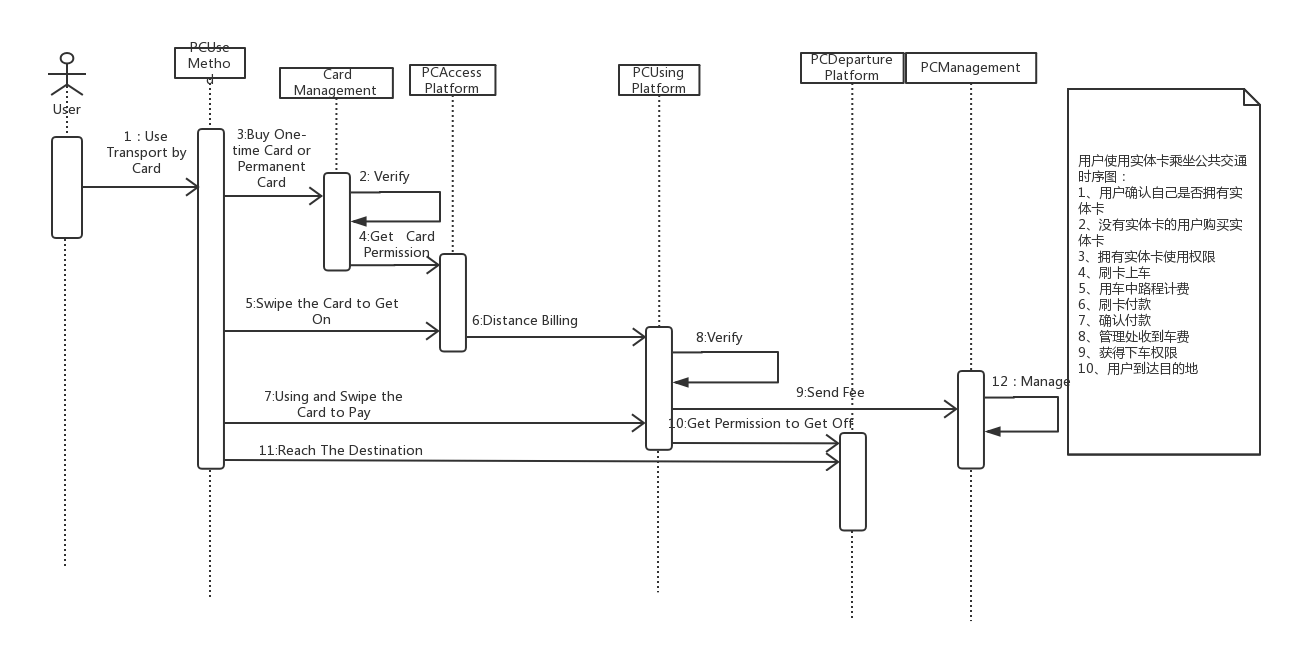 User
PCUse
Metho
d
Card
Management
PCAccess
Platform
PCUsing
Platform
PCDeparture
Platform
PCManagement
1：Use
Transport by
Card
3:Buy One-
time Card or
Permanent
Card
2: Verify
4:Get Card
Permission
5:Swipe the Card to Get
On
6:Distance Billing
8:Verify
7:Using and Swipe the
Card to Pay
9:Send Fee
10:Get Permission to Get Off
11:Reach The Destination
12：Manage
用户使用实体卡乘坐公共交通
时序图：
1、用户确认自己是否拥有实
体卡
2、没有实体卡的用户购买实
体卡
3、拥有实体卡使用权限
4、刷卡上车
5、用车中路程计费
6、刷卡付款
7、确认付款
8、管理处收到车费
9、获得下车权限
10、用户到达目的地